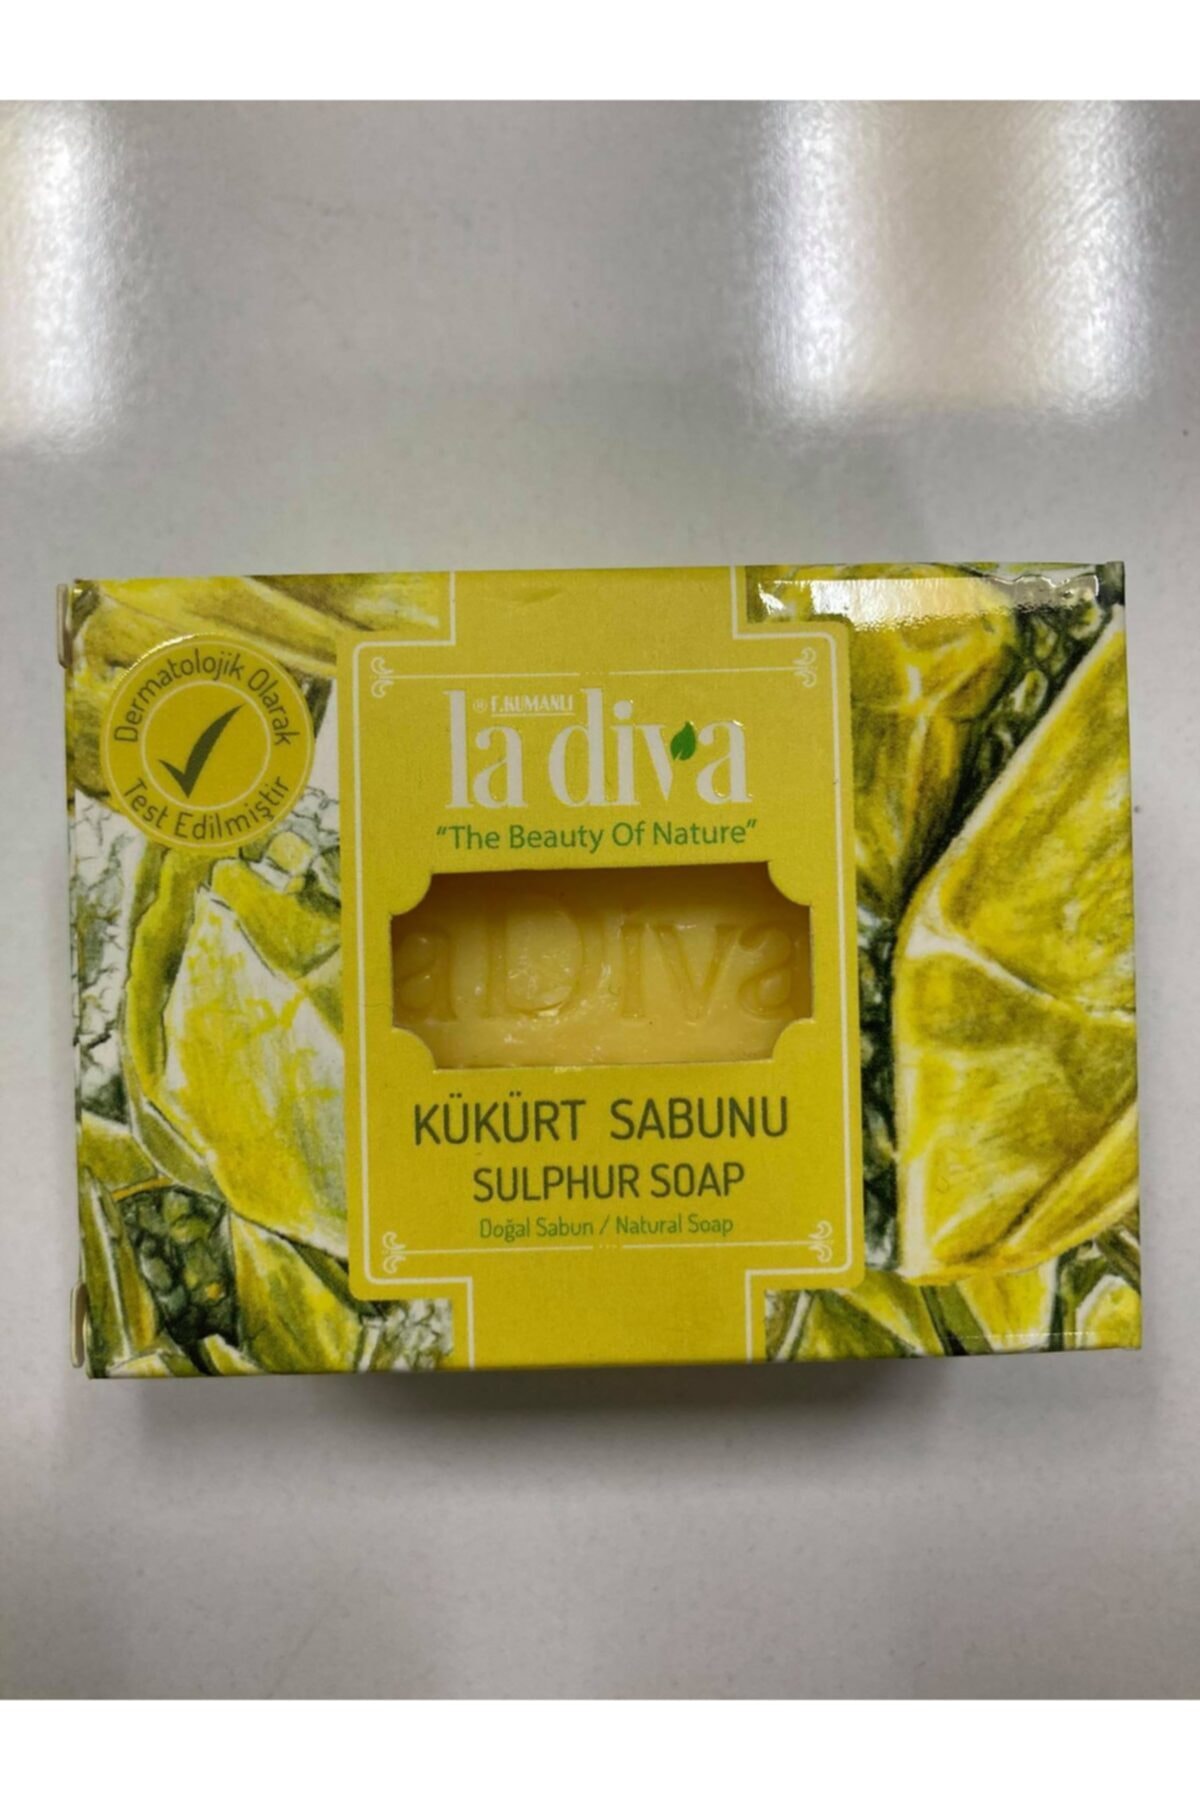 Dermatolojik Olarak
Test Edilmiştir
® F.KUMANLI
la diva
"The Beauty Of Nature"
aDiva
KÜKÜRT SABUNU
SULPHUR SOAP
Doğal Sabun / Natural Soap